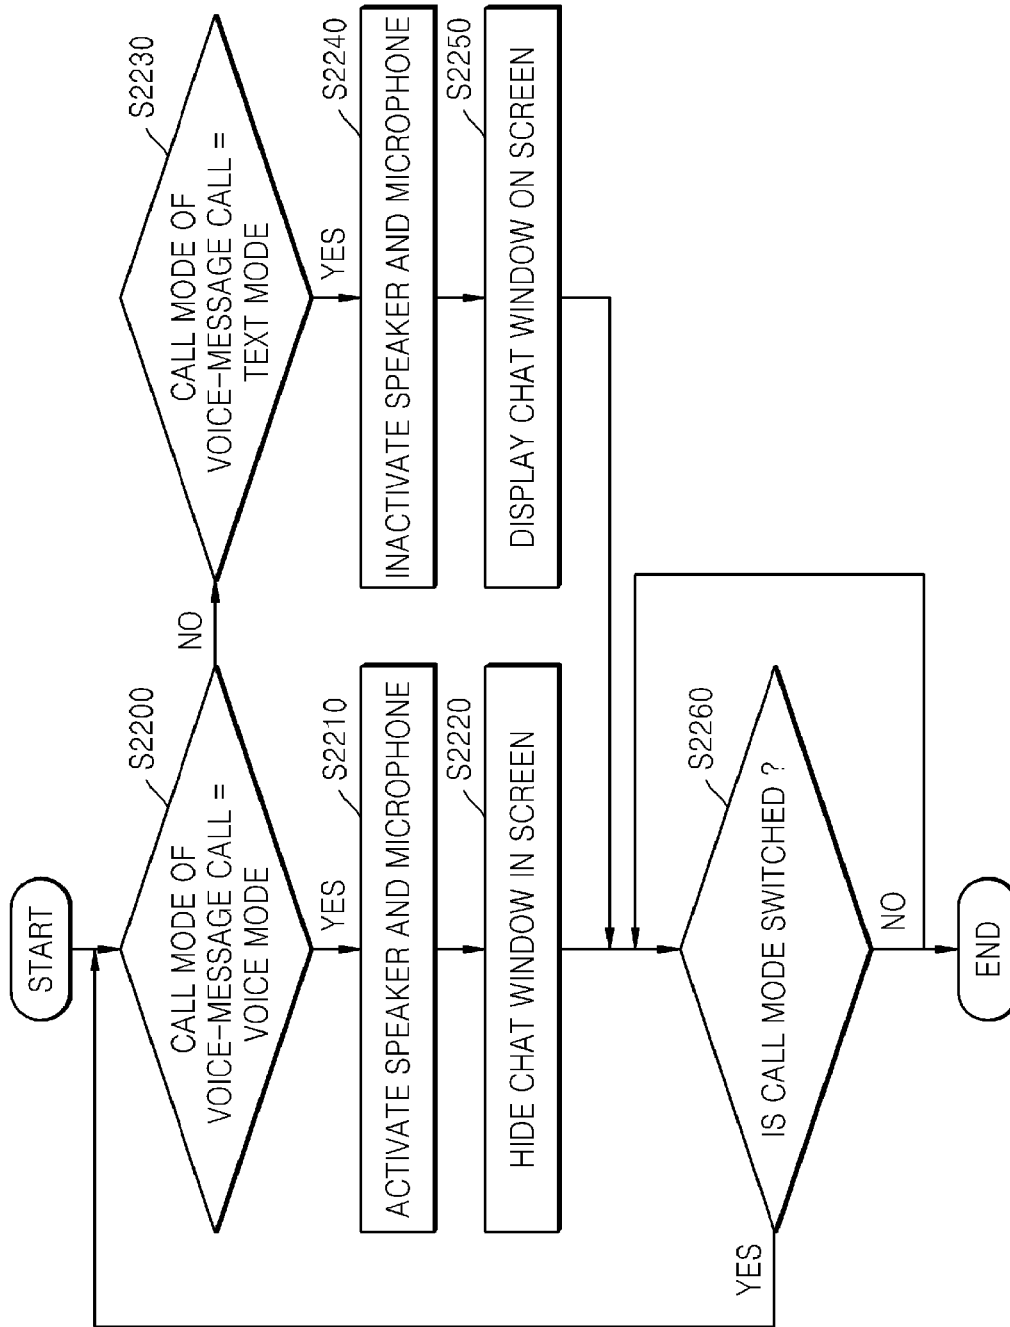 START
S2200
CALL MODE OF
VOICE-MESSAGE CALL =
VOICE MODE
NO
S2230
CALL MODE OF
VOICE-MESSAGE CALL =
TEXT MODE
YES
YES
S2210
ACTIVATE SPEAKER AND MICROPHONE
S2240
INACTIVATE SPEAKER AND MICROPHONE
S2220
HIDE CHAT WINDOW IN SCREEN
S2250
DISPLAY CHAT WINDOW ON SCREEN
S2260
IS CALL MODE SWITCHED ?
YES
NO
END